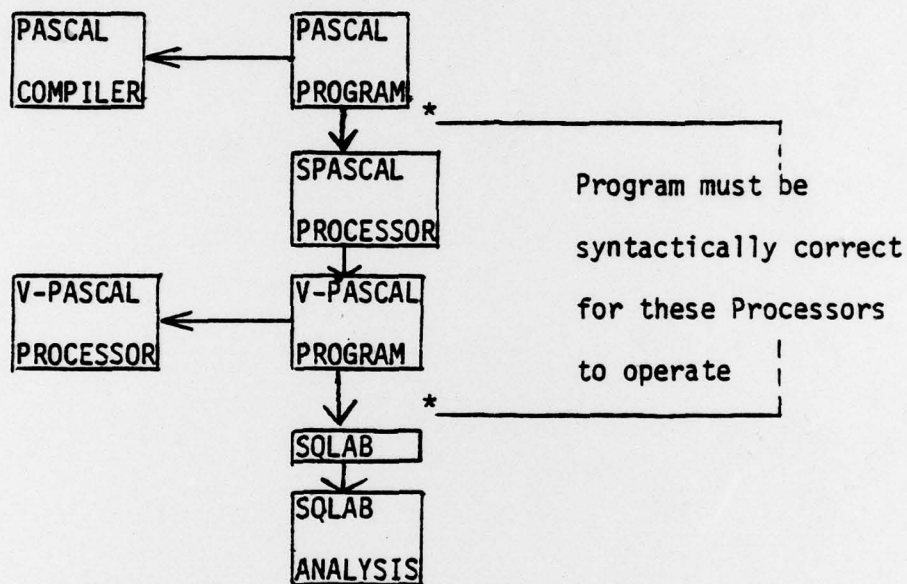 PASCAL
COMPILER
PASCAL
PROGRAM
*
SPASCAL
PROCESSOR
Program must be
syntactically correct
for these Processors
to operate
V-PASCAL
PROCESSOR
V-PASCAL
PROGRAM
*
SQLAB
SQLAB
ANALYSIS